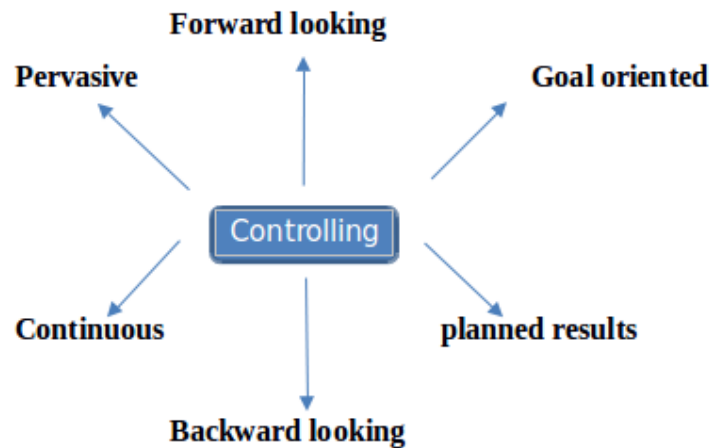 Forward looking
Pervasive
Goal oriented
Controlling
Continuous
planned results
Backward looking